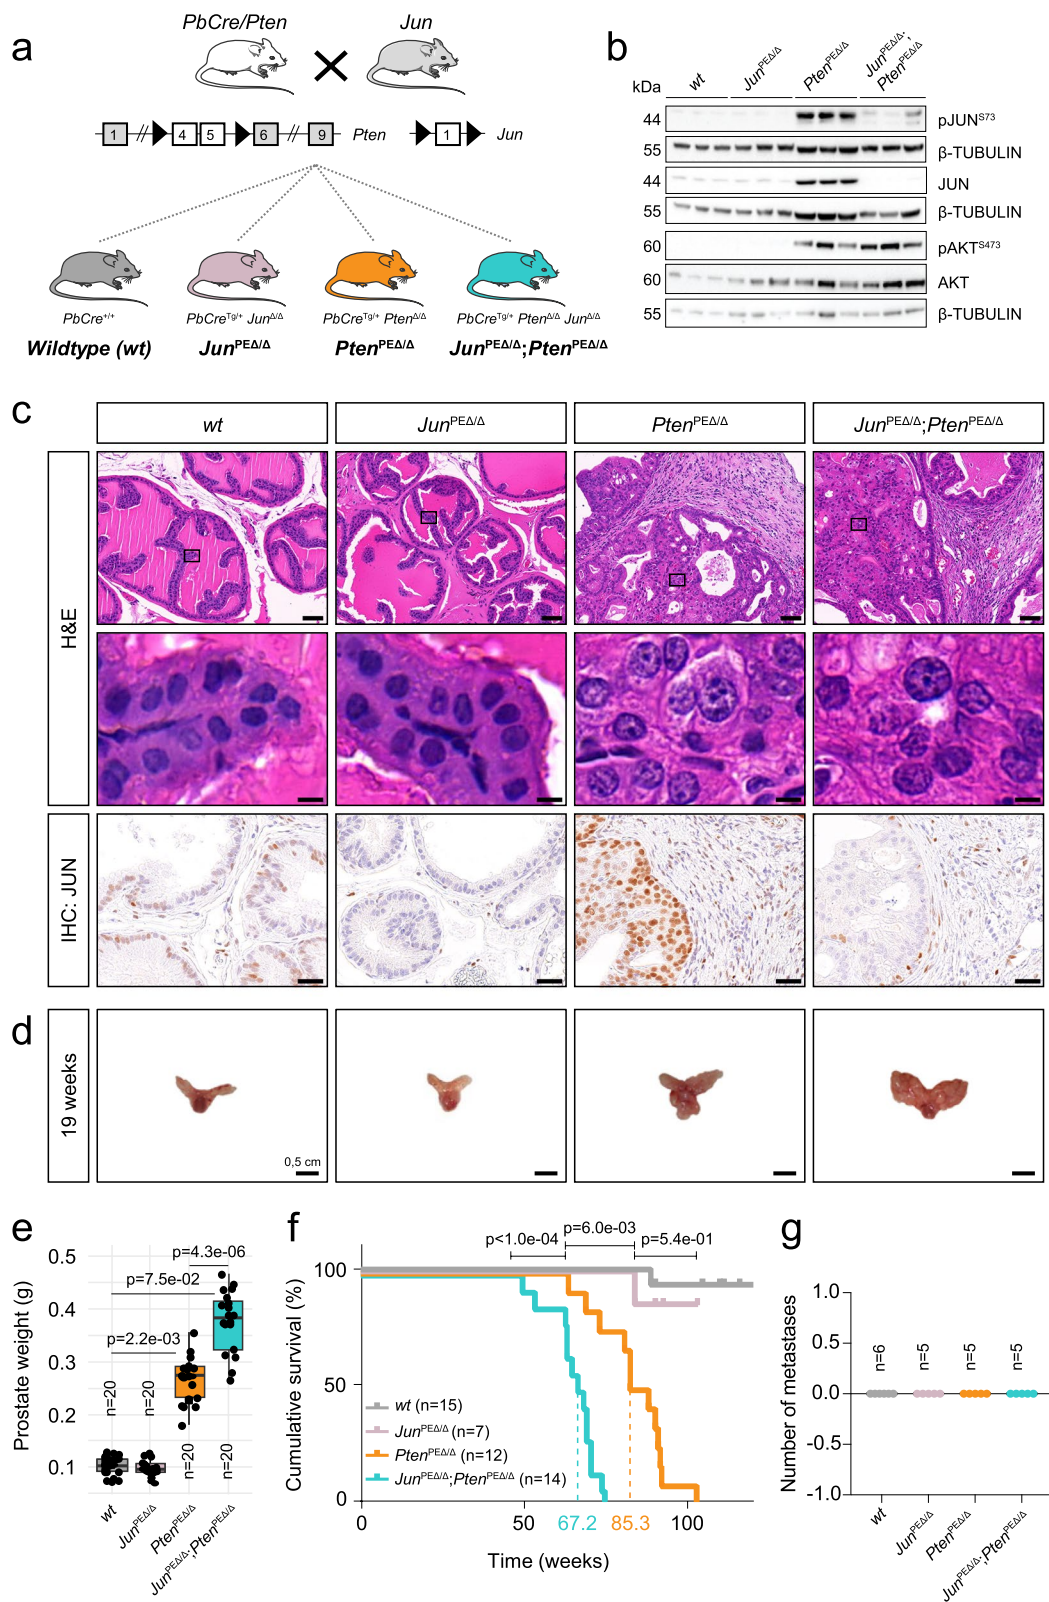 a
PbCre/Pten
Jun
1 // 4 5 6 // 9 Pten
1 Jun
PbCre+/+
PbCreTg/+ JunΔ/Δ
PbCreTg/+ PtenΔ/Δ
PbCreTg/+ PtenΔ/Δ JunΔ/Δ
Wildtype (wt)
JunPEΔ/Δ
PtenPEΔ/Δ
JunPEΔ/Δ;PtenPEΔ/Δ
b
kDa
wt
JunPEΔ/Δ
PtenPEΔ/Δ
JunPEΔ/Δ;
PtenPEΔ/Δ
44 pJUNS73
55 β-TUBULIN
44 JUN
55 β-TUBULIN
60 pAKTS473
60 AKT
55 β-TUBULIN
c
wt
JunPEΔ/Δ
PtenPEΔ/Δ
JunPEΔ/Δ;PtenPEΔ/Δ
H&E
IHC: JUN
d
19 weeks
0,5 cm
e
Prostate weight (g)
0.5
0.4
0.3
0.2
0.1
p=4.3e-06
p=7.5e-02
p=2.2e-03
n=20
n=20
n=20
n=20
wt
JunPEΔ/Δ
PtenPEΔ/Δ
JunPEΔ/Δ;PtenPEΔ/Δ
f
p<1.0e-04
p=6.0e-03
p=5.4e-01
Cumulative survival (%)
100
50
0
wt (n=15)
JunPEΔ/Δ (n=7)
PtenPEΔ/Δ (n=12)
JunPEΔ/Δ;PtenPEΔ/Δ (n=14)
0
50
67.2
85.3
100
Time (weeks)
g
Number of metastases
1.0
0.5
0.0
-0.5
-1.0
n=6
n=5
n=5
n=5
wt
JunPEΔ/Δ
PtenPEΔ/Δ
JunPEΔ/Δ;PtenPEΔ/Δ